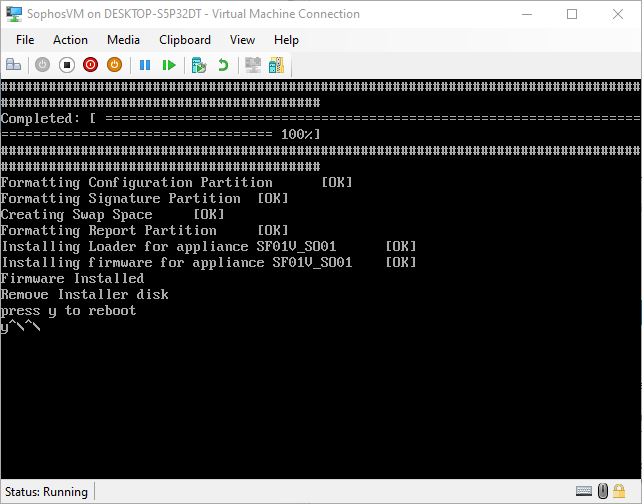 SophosVM on DESKTOP-S5P32DT - Virtual Machine Connection
File Action Media Clipboard View Help
################################################################################
########################################
Completed: [ ===================================================================
================================== 100%]
################################################################################
########################################
Formatting Configuration Partition      [OK]
Formatting Signature Partition  [OK]
Creating Swap Space     [OK]
Formatting Report Partition     [OK]
Installing Loader for appliance SF01V_SO01      [OK]
Installing firmware for appliance SF01V_SO01    [OK]
Firmware Installed
Remove Installer disk
press y to reboot
y^\^\
Status: Running